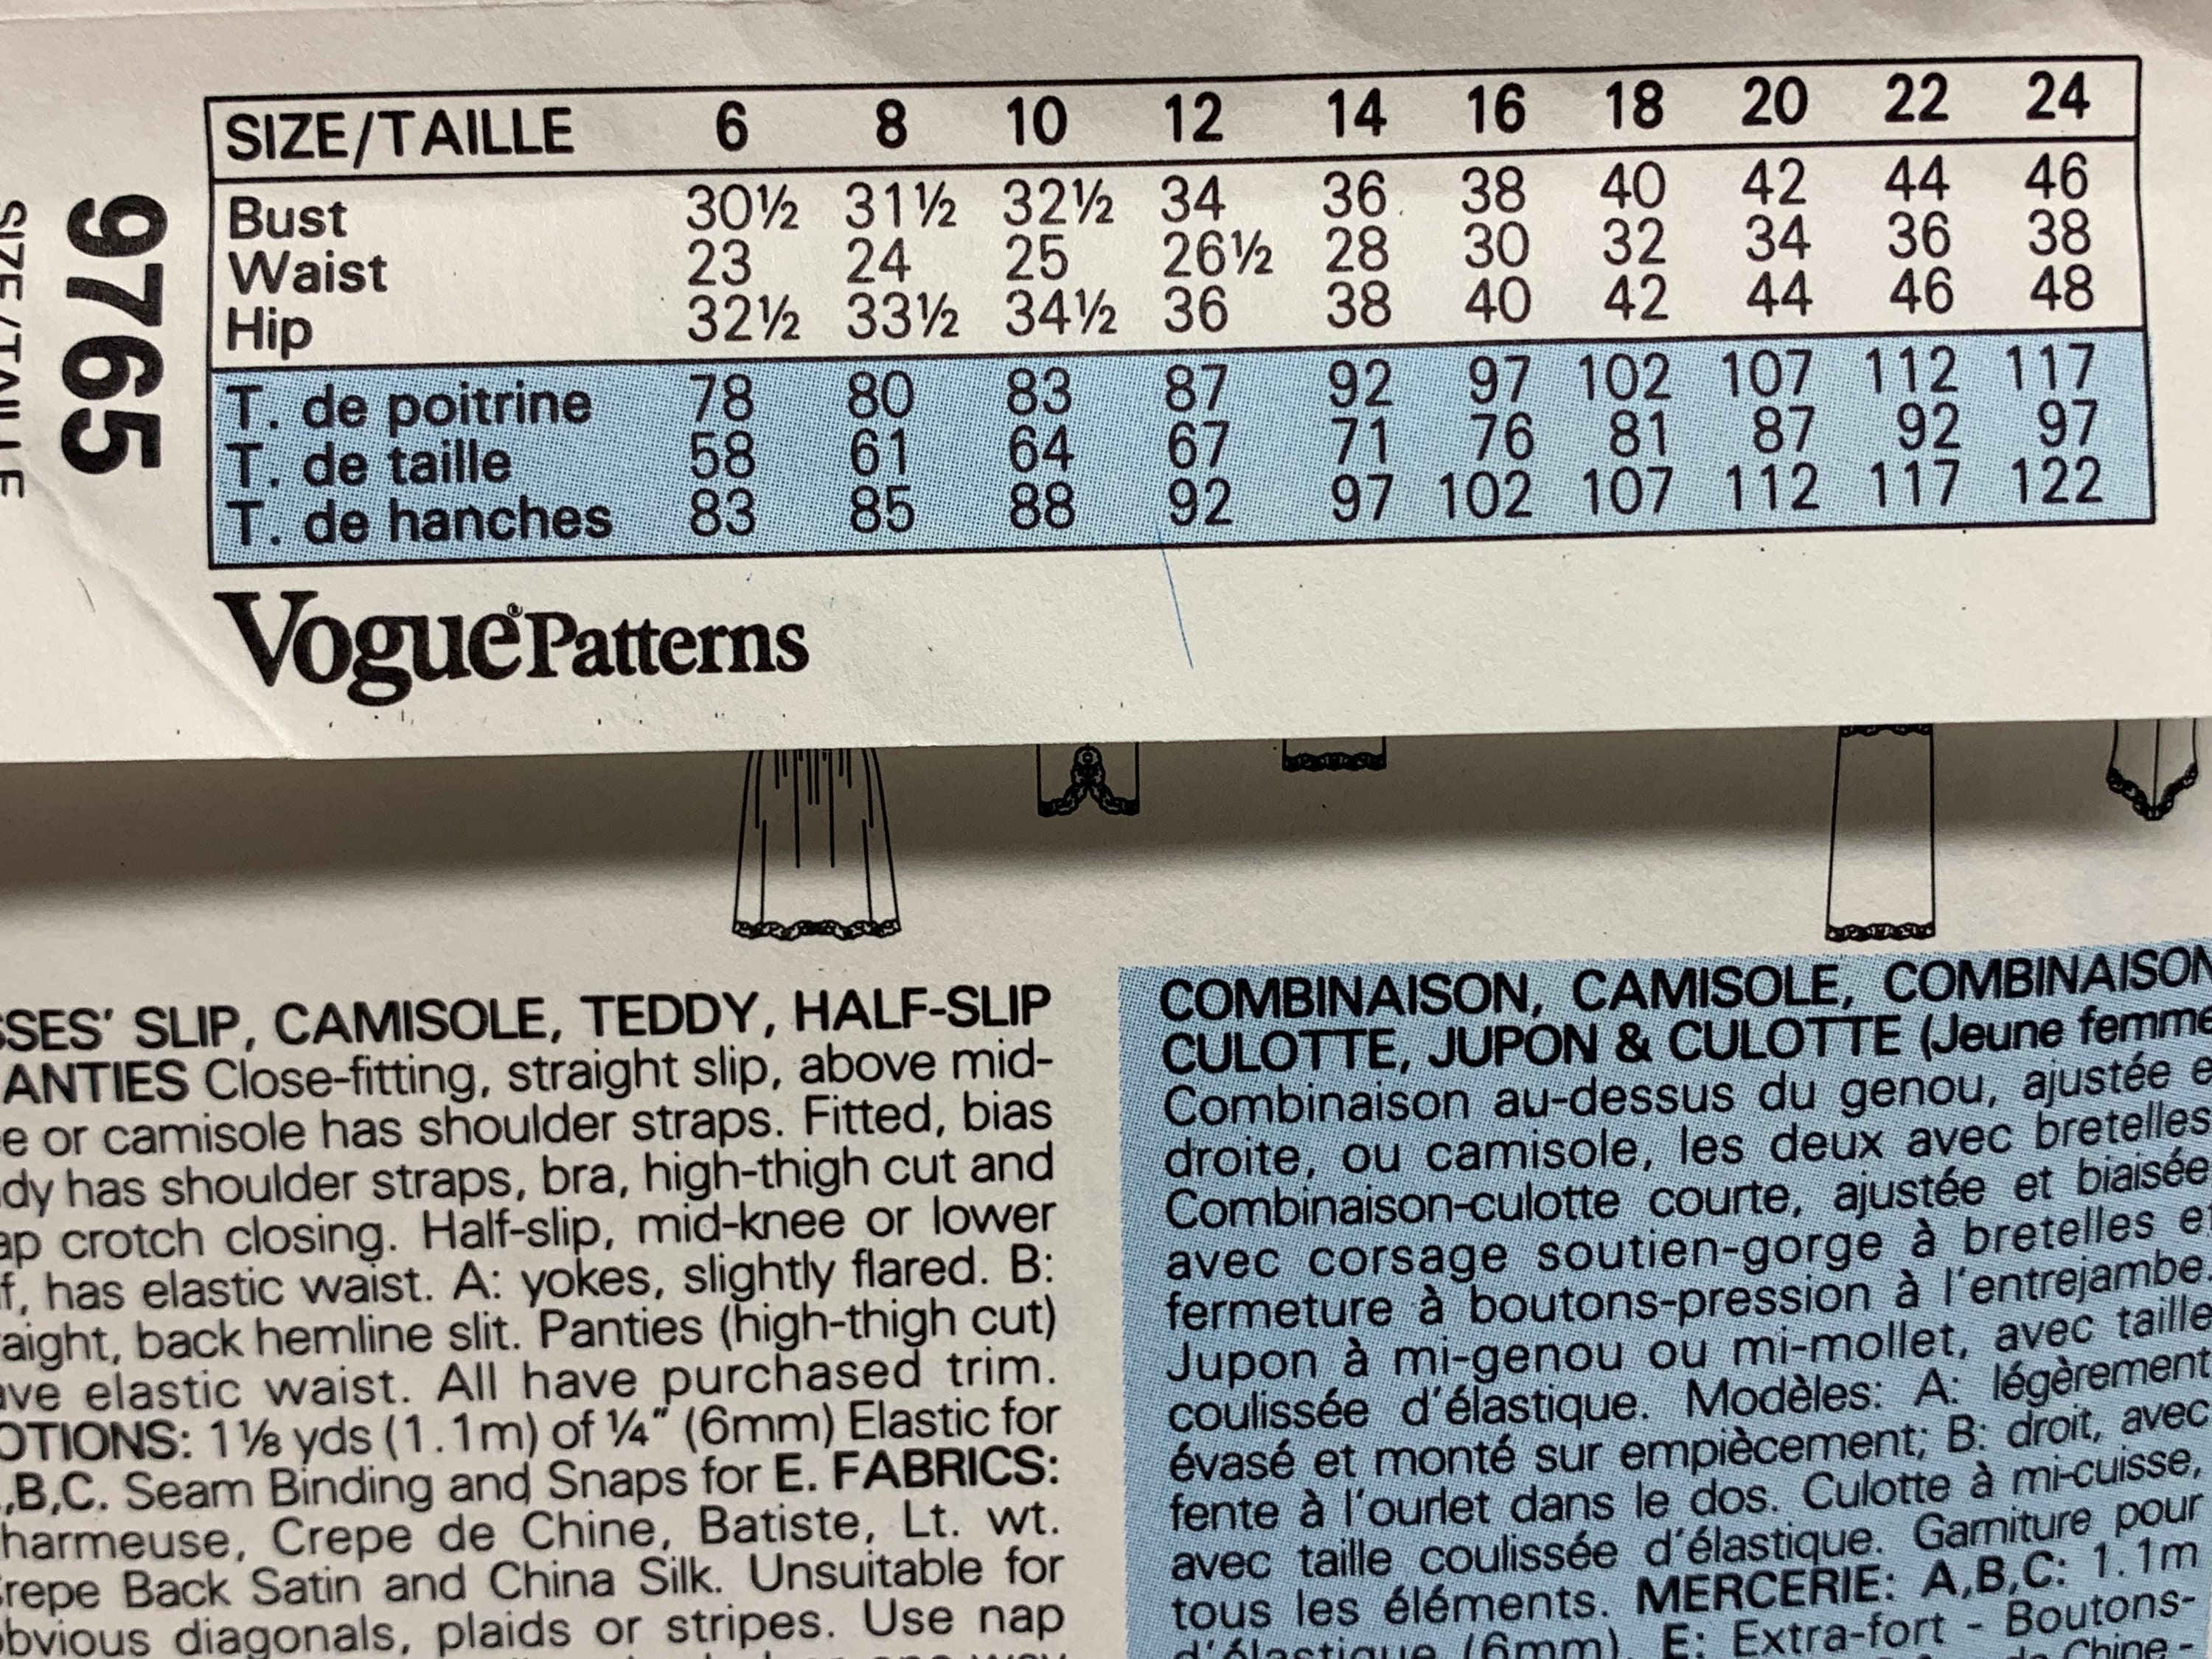 SIZE/TAILLE 6 8 10 12 14 16 18 20 22 24
Bust 30½ 31½ 32½ 34 36 38 40 42 44 46
Waist 23 24 25 26½ 28 30 32 34 36 38
Hip 32½ 33½ 34½ 36 38 40 42 44 46 48
T. de poitrine 78 80 83 87 92 97 102 107 112 117
T. de taille 58 61 64 67 71 76 81 87 92 97
T. de hanches 83 85 88 92 97 102 107 112 117 122
9765
SIZE/TAILLE
Vogue® Patterns
SSES' SLIP, CAMISOLE, TEDDY, HALF-SLIP
ANTIES Close-fitting, straight slip, above mid-
e or camisole has shoulder straps. Fitted, bias
dy has shoulder straps, bra, high-thigh cut and
ap crotch closing. Half-slip, mid-knee or lower
f, has elastic waist. A: yokes, slightly flared. B:
aight, back hemline slit. Panties (high-thigh cut)
ave elastic waist. All have purchased trim.
OTIONS: 1⅛ yds (1.1m) of ¼" (6mm) Elastic for
,B,C. Seam Binding and Snaps for E. FABRICS:
harmeuse, Crepe de Chine, Batiste, Lt. wt.
repe Back Satin and China Silk. Unsuitable for
bvious diagonals, plaids or stripes. Use nap
COMBINAISON, CAMISOLE, COMBINAISON
CULOTTE, JUPON & CULOTTE (Jeune femme
Combinaison au-dessus du genou, ajustée e
droite, ou camisole, les deux avec bretelles
Combinaison-culotte courte, ajustée et biaisée
avec corsage soutien-gorge à bretelles e
fermeture à boutons-pression à l'entrejambe.
Jupon à mi-genou ou mi-mollet, avec taille
coulissée d'élastique. Modèles: A: légèrement
évasé et monté sur empiècement; B: droit, avec
fente à l'ourlet dans le dos. Culotte à mi-cuisse,
avec taille coulissée d'élastique. Garniture pour
tous les éléments. MERCERIE: A,B,C: 1.1m
d'élastique (6mm). E: Extra-fort - Boutons-
Chine -